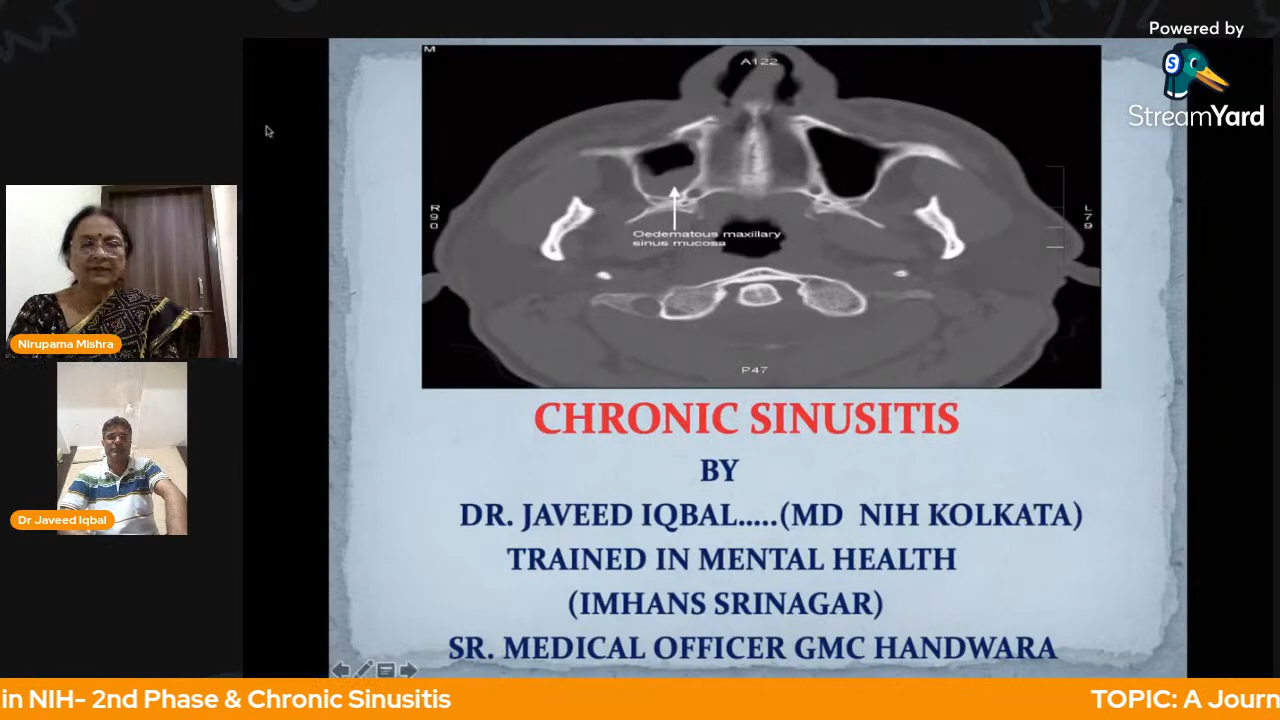 Powered by
StreamYard
M
A122
R
90
L
79
Oedematous maxillary
sinus mucosa
P47
CHRONIC SINUSITIS
BY
DR. JAVEED IQBAL.....(MD NIH KOLKATA)
TRAINED IN MENTAL HEALTH
(IMHANS SRINAGAR)
SR. MEDICAL OFFICER GMC HANDWARA
Nirupama Mishra
Dr Javeed Iqbal
in NIH- 2nd Phase & Chronic Sinusitis
TOPIC: A Journ